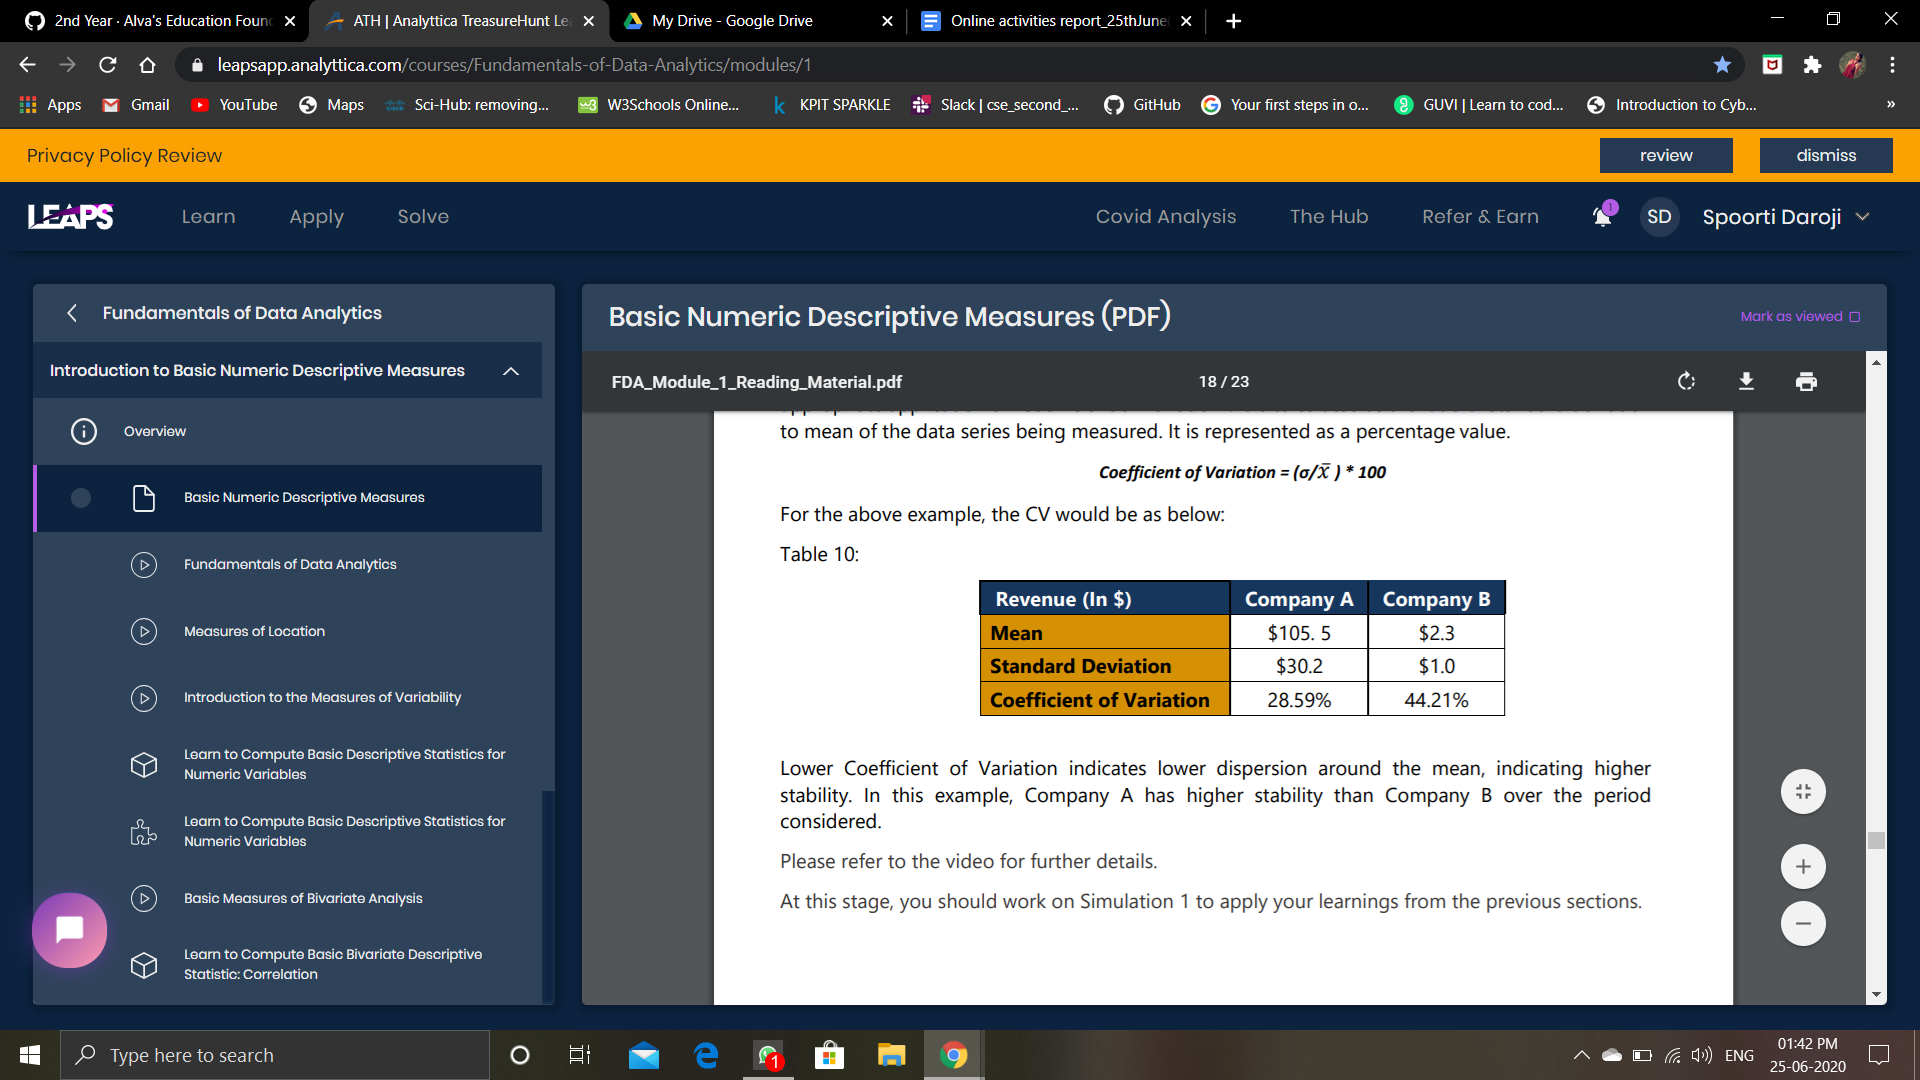 2nd Year · Alva's Education Foun
ATH | Analyttica TreasureHunt Le
My Drive - Google Drive
Online activities report_25thJune
leapsapp.analyttica.com/courses/Fundamentals-of-Data-Analytics/modules/1
Apps
Gmail
YouTube
Maps
Sci-Hub: removing...
W3Schools Online...
KPIT SPARKLE
Slack | cse_second_...
GitHub
Your first steps in o...
GUVI | Learn to cod...
Introduction to Cyb...
»
Privacy Policy Review
review
dismiss
LEAPS
Learn
Apply
Solve
Covid Analysis
The Hub
Refer & Earn
1
SD
Spoorti Daroji
Fundamentals of Data Analytics
Introduction to Basic Numeric Descriptive Measures
Overview
Basic Numeric Descriptive Measures
Fundamentals of Data Analytics
Measures of Location
Introduction to the Measures of Variability
Learn to Compute Basic Descriptive Statistics for
Numeric Variables
Learn to Compute Basic Descriptive Statistics for
Numeric Variables
Basic Measures of Bivariate Analysis
Learn to Compute Basic Bivariate Descriptive
Statistic: Correlation
Basic Numeric Descriptive Measures (PDF)
Mark as viewed
FDA_Module_1_Reading_Material.pdf
18 / 23
to mean of the data series being measured. It is represented as a percentage value.
Coefficient of Variation = (σ/x̅ ) * 100
For the above example, the CV would be as below:
Table 10:
Revenue (In $) Company A Company B
Mean $105. 5 $2.3
Standard Deviation $30.2 $1.0
Coefficient of Variation 28.59% 44.21%
Lower Coefficient of Variation indicates lower dispersion around the mean, indicating higher
stability. In this example, Company A has higher stability than Company B over the period
considered.
Please refer to the video for further details.
At this stage, you should work on Simulation 1 to apply your learnings from the previous sections.
Type here to search
1
ENG
01:42 PM
25-06-2020